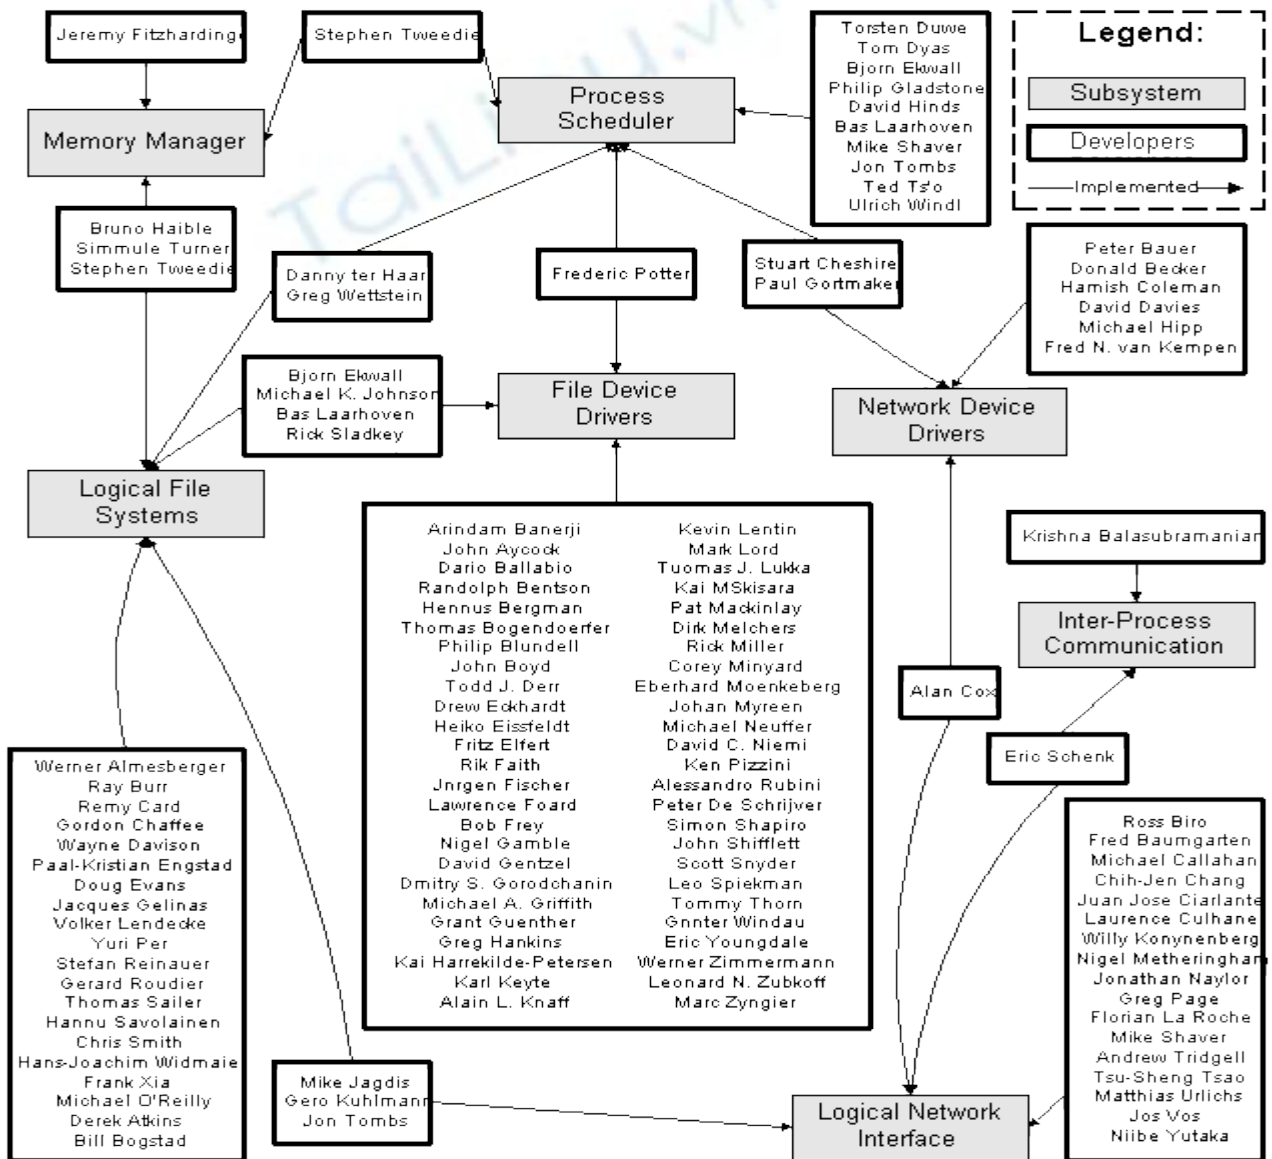 Jeremy Fitzharding
Stephen Tweedie
Torsten Duwe
Tom Dyas
Bjorn Ekwall
Philip Gladstone
David Hinds
Bas Laarhoven
Mike Shaver
Jon Tombs
Ted Ts'o
Ulrich Windl
Legend:
Subsystem
Developers
Implemented
Memory Manager
Process
Scheduler
Bruno Haible
Simmule Turner
Stephen Tweedie
Danny ter Haar
Greg Wettstein
Frederic Potter
Stuart Cheshire
Paul Gortmaker
Peter Bauer
Donald Becker
Hamish Coleman
David Davies
Michael Hipp
Fred N. van Kempen
Bjorn Ekwall
Michael K. Johnson
Bas Laarhoven
Rick Sladkey
File Device
Drivers
Network Device
Drivers
Logical File
Systems
Arindam Banerji
John Aycock
Dario Ballabio
Randolph Bentson
Hennus Bergman
Thomas Bogendoerfer
Philip Blundell
John Boyd
Todd J. Derr
Drew Eckhardt
Heiko Eissfeldt
Fritz Elfert
Rik Faith
Jnrgen Fischer
Lawrence Foard
Bob Frey
Nigel Gamble
David Gentzel
Dmitry S. Gorodchanin
Michael A. Griffith
Grant Guenther
Greg Hankins
Kai Harrekilde-Petersen
Karl Keyte
Alain L. Knaff
Kevin Lentin
Mark Lord
Tuomas J. Lukka
Kai MSkisara
Pat Mackinlay
Dirk Melchers
Rick Miller
Corey Minyard
Eberhard Moenkeberg
Johan Myreen
Michael Neuffer
David C. Niemi
Ken Pizzini
Alessandro Rubini
Peter De Schrijver
Simon Shapiro
John Shifflett
Scott Snyder
Leo Spiekman
Tommy Thorn
Gnnter Windau
Eric Youngdale
Werner Zimmermann
Leonard N. Zubkoff
Marc Zyngier
Krishna Balasubramanian
Inter-Process
Communication
Alan Cox
Eric Schenk
Werner Almesberger
Ray Burr
Remy Card
Gordon Chaffee
Wayne Davison
Paal-Kristian Engstad
Doug Evans
Jacques Gelinas
Volker Lendecke
Yuri Per
Stefan Reinauer
Gerard Roudier
Thomas Sailer
Hannu Savolainen
Chris Smith
Hans-Joachim Widmaie
Frank Xia
Michael O'Reilly
Derek Atkins
Bill Bogstad
Mike Jagdis
Gero Kuhlmann
Jon Tombs
Ross Biro
Fred Baumgarten
Michael Callahan
Chih-Jen Chang
Juan Jose Ciarlante
Laurence Culhane
Willy Konynenberg
Nigel Metheringham
Jonathan Naylor
Greg Page
Florian La Roche
Mike Shaver
Andrew Tridgell
Tsu-Sheng Tsao
Matthias Urlichs
Jos Vos
Niibe Yutaka
Logical Network
Interface